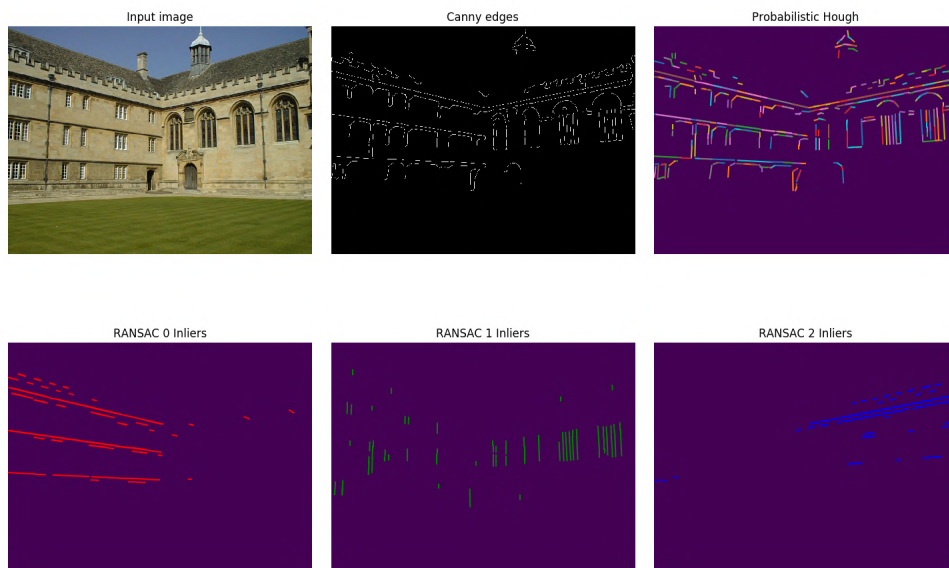 Input image
Canny edges
Probabilistic Hough
RANSAC 0 Inliers
RANSAC 1 Inliers
RANSAC 2 Inliers